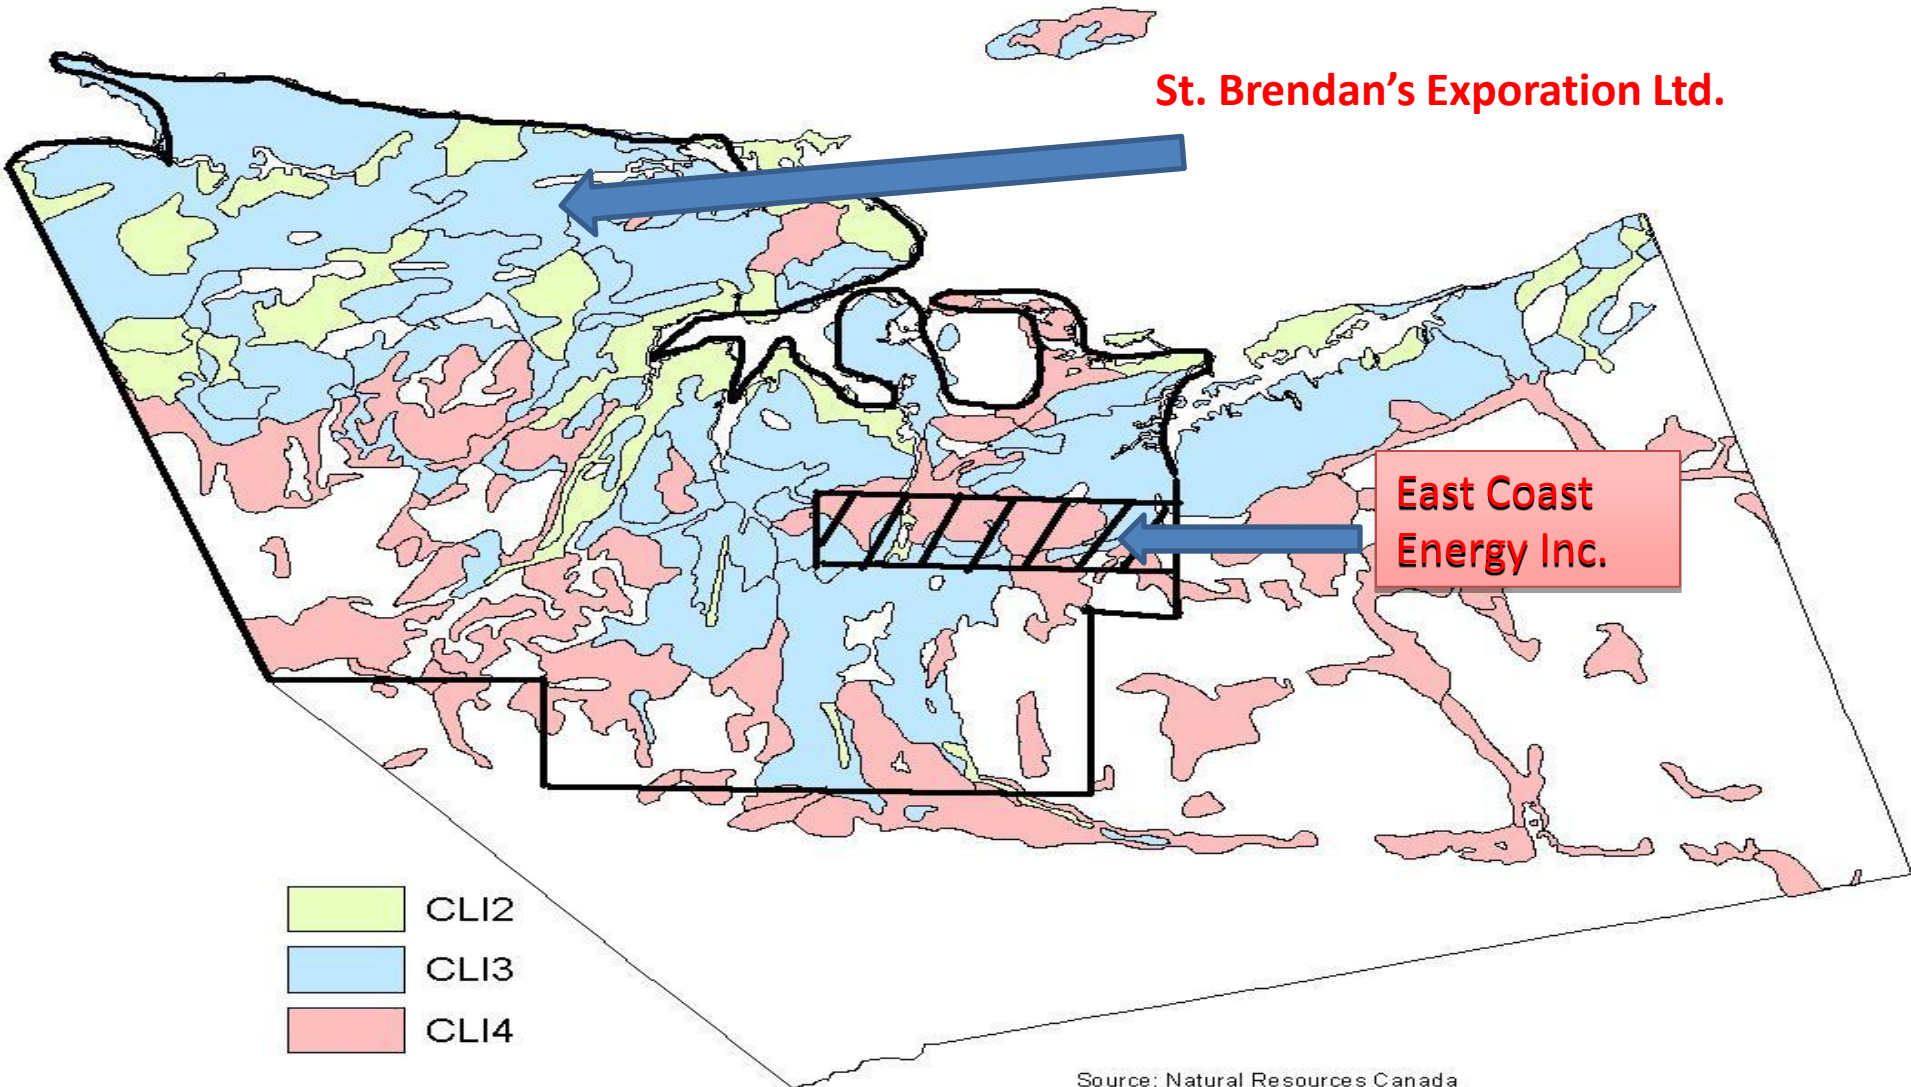 St. Brendan’s Exporation Ltd.
East Coast
Energy Inc.
CLI2
CLI3
CLI4
Source: Natural Resources Canada